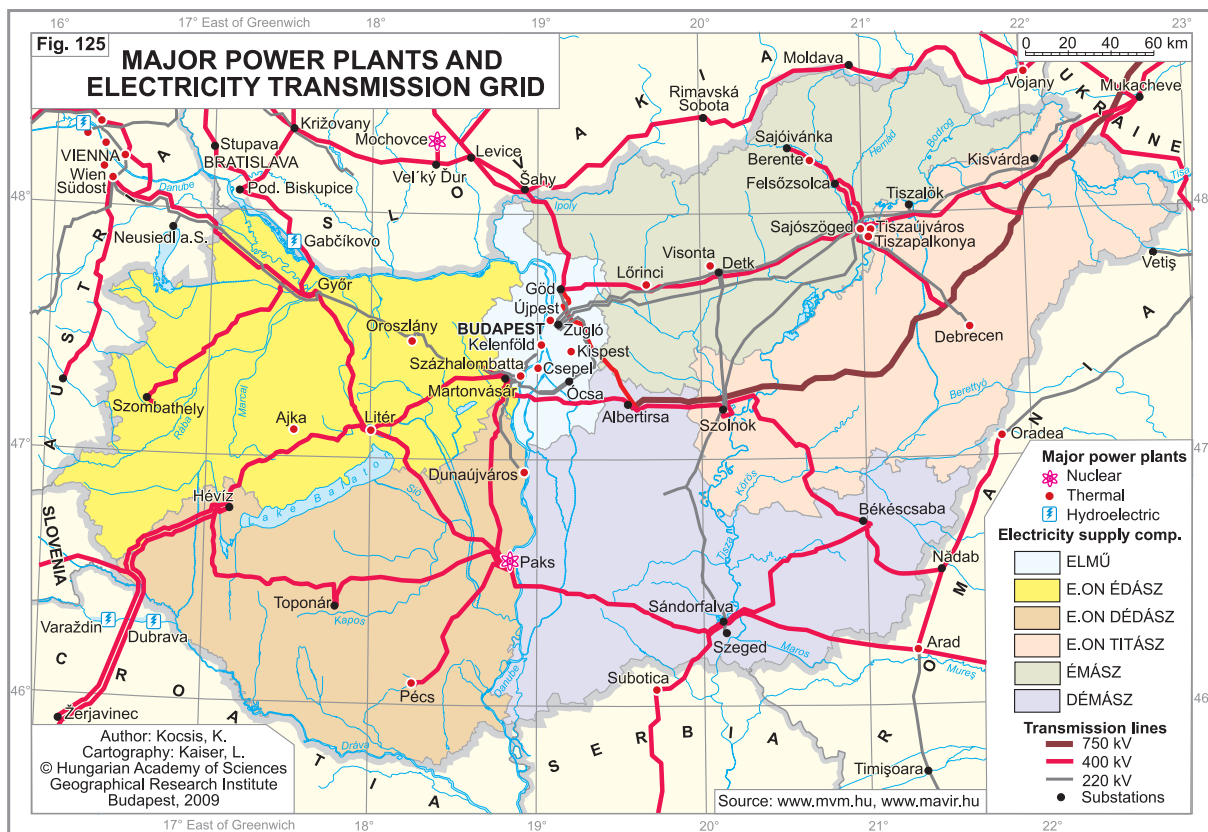 16°
17° East of Greenwich
18°
19°
20°
21°
22°
23°
Fig. 125
MAJOR POWER PLANTS AND
ELECTRICITY TRANSMISSION GRID
0 20 40 60 km
Moldava
Vojany
Mukacheve
Rimavská
Sobota
UKRAINE
SLOVAKIA
Križovany
Mochovce
Levice
Stupava
BRATISLAVA
VIENNA
Wien
Südost
Danube
Pod. Biskupice
Vel'ký Ďur
Šahy
Ipoly
Sajóivánka
Berente
Felsőzsolca
Hernád
Bodrog
Kisvárda
Tisa
48°
48°
Tiszalök
Neusiedl a.S.
Gabčíkovo
Sajószöged
Tiszaújváros
Tiszapalkonya
Visonta
Detk
Lőrinci
Vetiş
AUSTRIA
Győr
Göd
Újpest
Oroszlány
BUDAPEST
Zugló
Kelenföld
Kispest
Debrecen
Százhalombatta
Csepel
Martonvásár
Ócsa
Albertirsa
Szolnok
Berettyó
Szombathely
Rába
Marcal
Ajka
Litér
47°
47°
Oradea
ROMANIA
Dunaújváros
Lake Balaton
Sió
Körös
Hévíz
Békéscsaba
SLOVENIA
Paks
Tisza
Nădab
Toponár
Kapos
Sándorfalva
Szeged
Varaždin
Dubrava
Maros
Arad
Mureş
46°
46°
Pécs
Danube
Subotica
CROATIA
Žerjavinec
Dráva
SERBIA
Timişoara
Major power plants
Nuclear
Thermal
Hydroelectric
Electricity supply comp.
ELMŰ
E.ON ÉDÁSZ
E.ON DÉDÁSZ
E.ON TITÁSZ
ÉMÁSZ
DÉMÁSZ
Transmission lines
750 kV
400 kV
220 kV
Substations
Author: Kocsis, K.
Cartography: Kaiser, L.
© Hungarian Academy of Sciences
Geographical Research Institute
Budapest, 2009
Source: www.mvm.hu, www.mavir.hu
17° East of Greenwich
18°
19°
20°
21°
22°